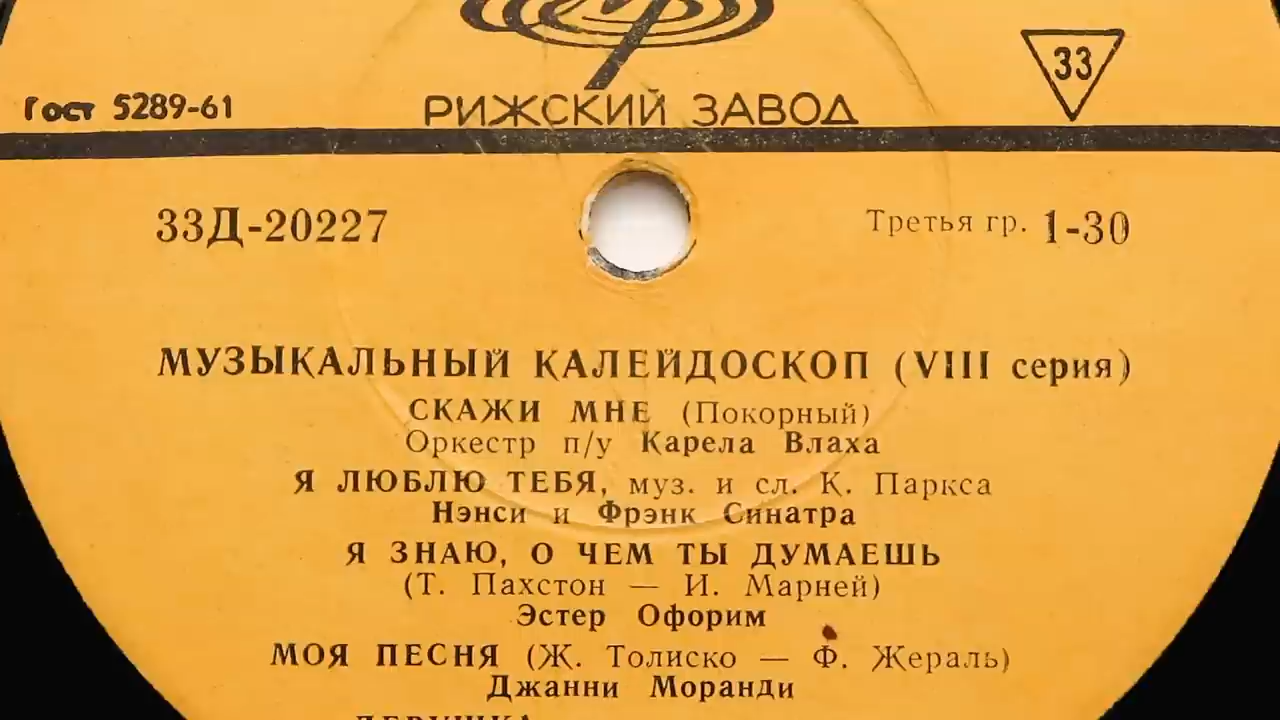 33
Гост 5289-61
РИЖСКИЙ ЗАВОД
33Д-20227
Третья гр. 1-30
МУЗЫКАЛЬНЫЙ КАЛЕЙДОСКОП (VIII серия)
СКАЖИ МНЕ (Покорный)
Оркестр п/у Карела Влаха
Я ЛЮБЛЮ ТЕБЯ, муз. и сл. К. Паркса
Нэнси и Фрэнк Синатра
Я ЗНАЮ, О ЧЕМ ТЫ ДУМАЕШЬ
(Т. Пахстон — И. Марней)
Эстер Офорим
МОЯ ПЕСНЯ (Ж. Толиско — Ф. Жераль)
Джанни Моранди